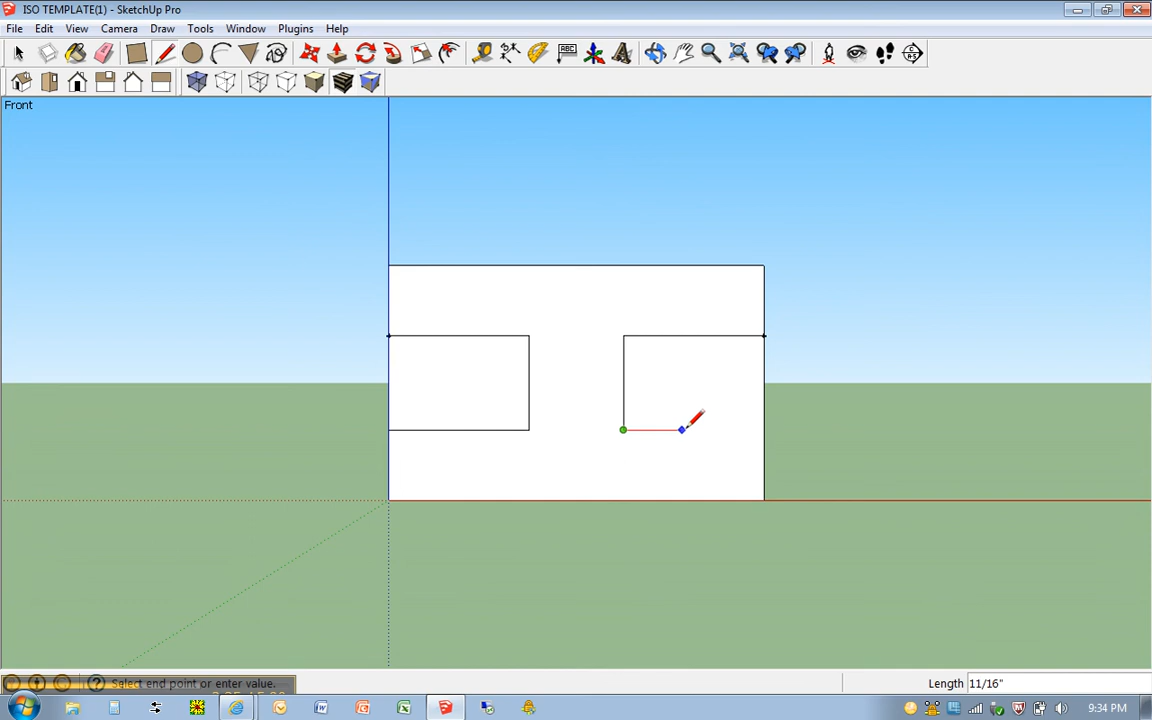 ISO TEMPLATE(1) - SketchUp Pro
File Edit View Camera Draw Tools Window Plugins Help
ABC
Front
Select end point or enter value.
Length 11/16"
9:34 PM